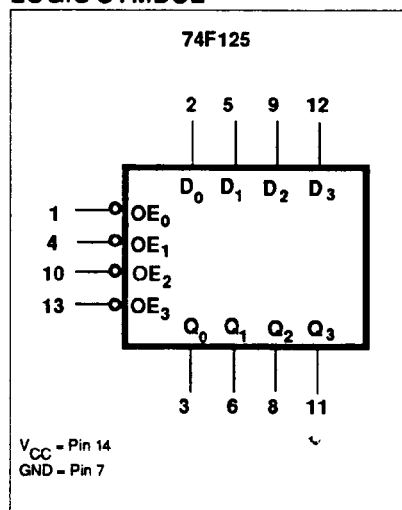 LOGIC SYMBOL
74F125
2 5 9 12
D0 D1 D2 D3
1 OE0
4 OE1
10 OE2
13 OE3
Q0 Q1 Q2 Q3
3 6 8 11
VCC = Pin 14
GND = Pin 7